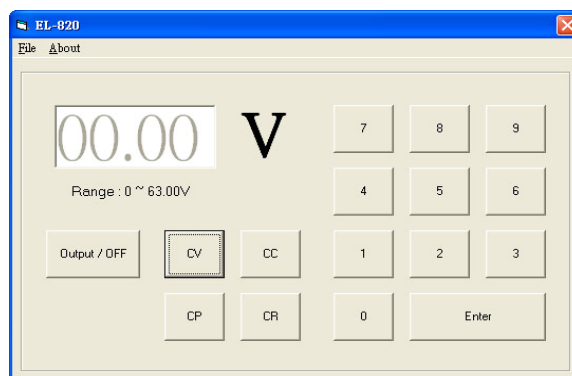 EL-820
File About
00.00 V
Range : 0 ~ 63.00V
7 8 9
4 5 6
Output / OFF CV CC 1 2 3
CP CR 0 Enter